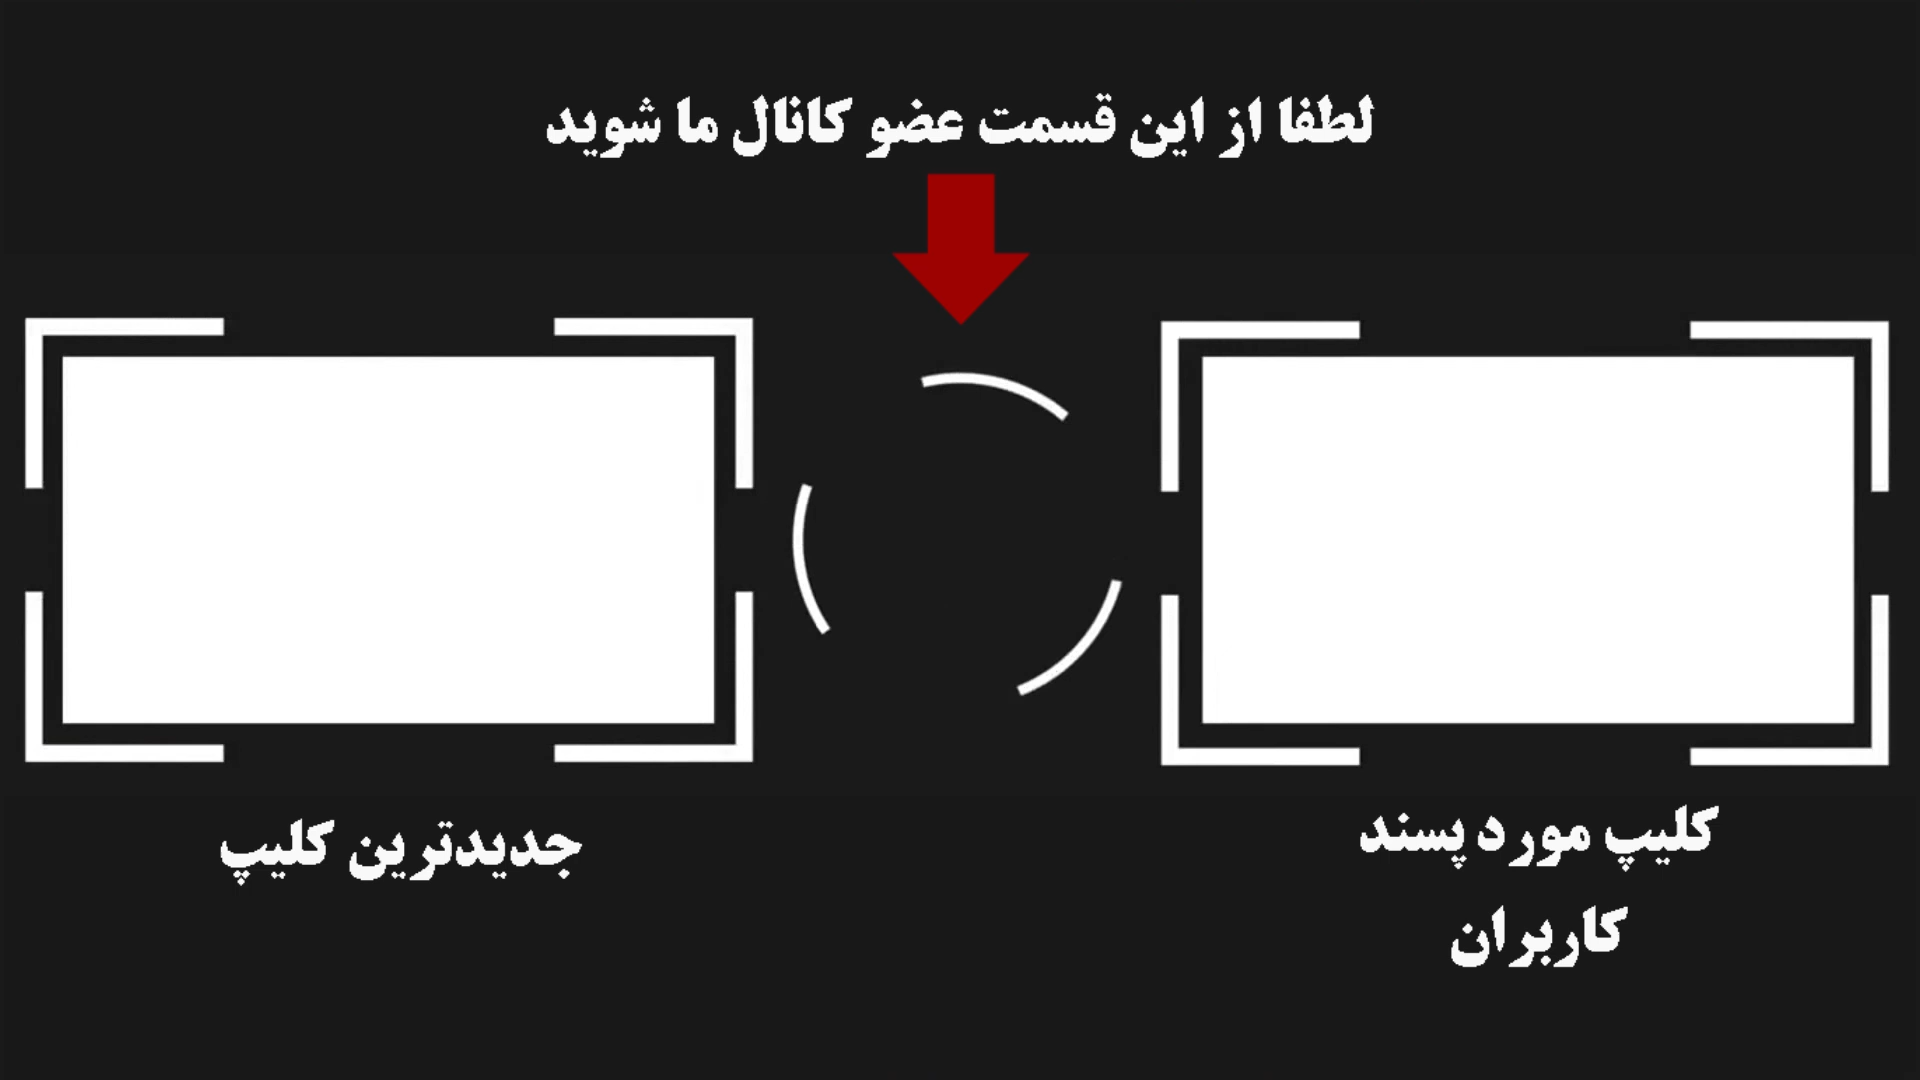 لطفا از این قسمت عضو کانال ما شوید
کلیپ مورد پسند
کاربران
جدیدترین کلیپ